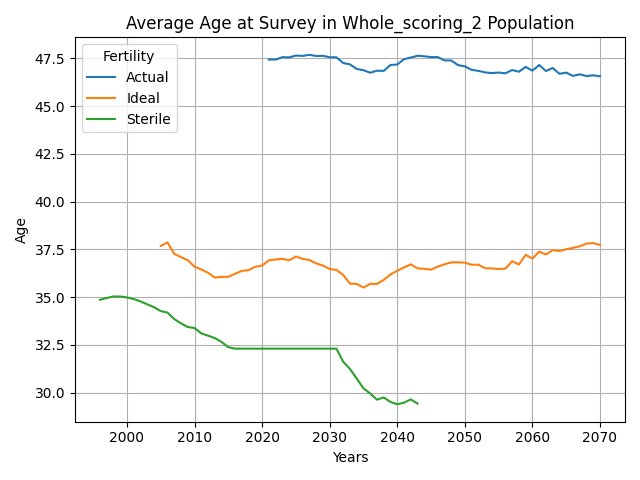 Average Age at Survey in Whole_scoring_2 Population
Fertility
Actual
Ideal
Sterile
47.5
45.0
42.5
40.0
37.5
35.0
32.5
30.0
Age
2000 2010 2020 2030 2040 2050 2060 2070
Years